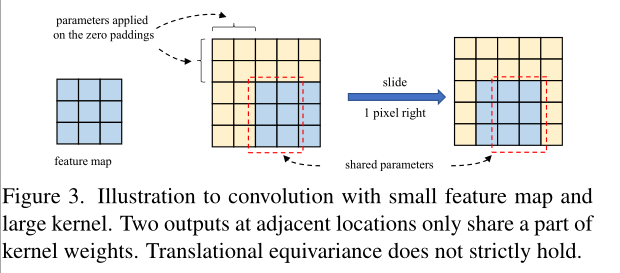 parameters applied
on the zero paddings
slide
1 pixel right
feature map
shared parameters
Figure 3. Illustration to convolution with small feature map and
large kernel. Two outputs at adjacent locations only share a part of
kernel weights. Translational equivariance does not strictly hold.